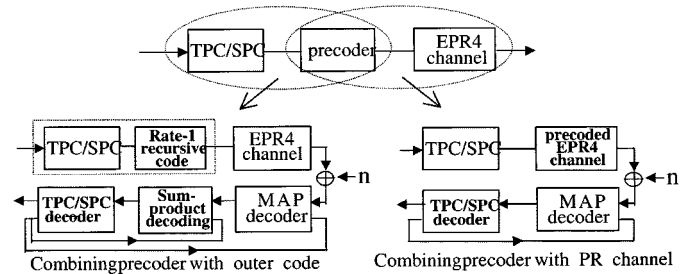 TPC/SPC
precoder
EPR4
channel
TPC/SPC
Rate-1
recursive
code
EPR4
channel
n
TPC/SPC
decoder
Sum-
product
decoding
MAP
decoder
Combiningprecoder with outer code
TPC/SPC
precoded
EPR4
channel
n
TPC/SPC
decoder
MAP
decoder
Combiningprecoder with PR channel